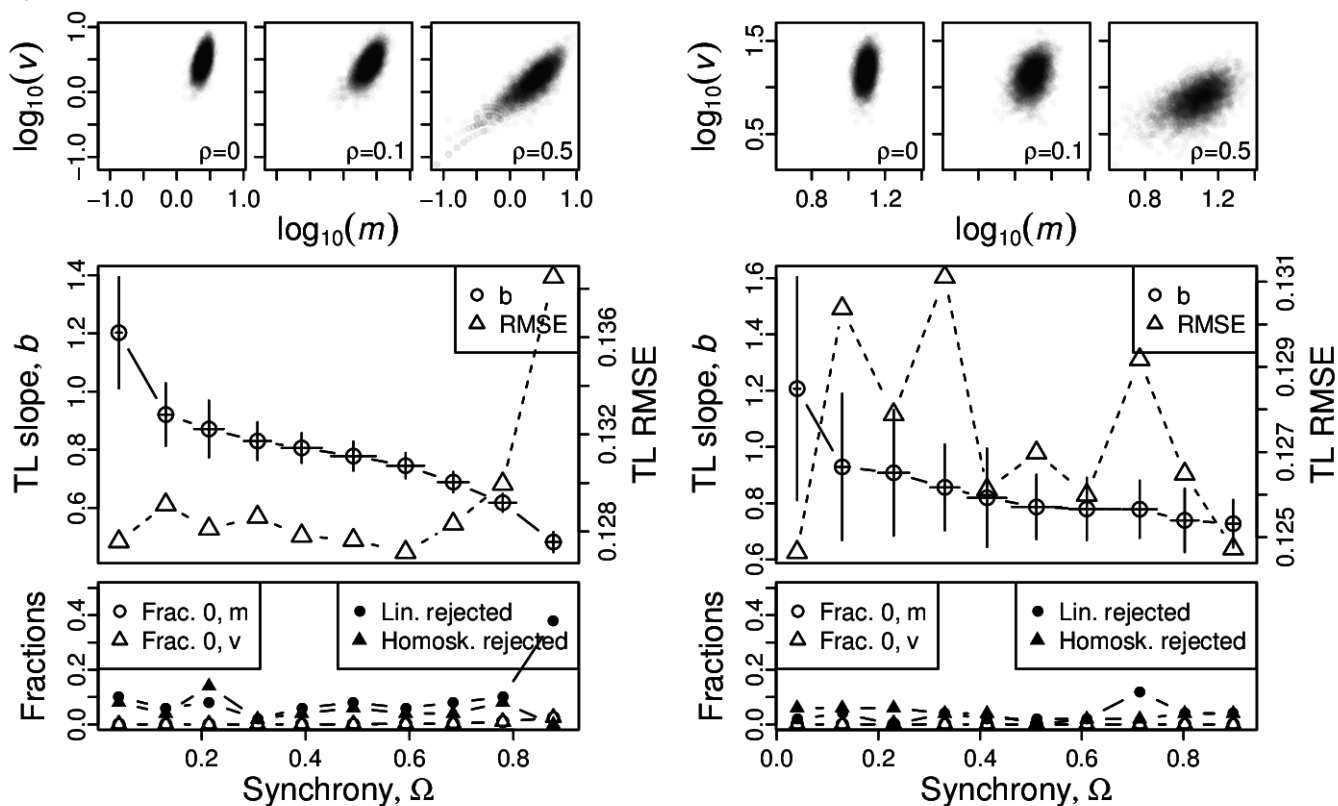 log10(v)
−1.0 0.0 1.0
ρ=0 ρ=0.1 ρ=0.5
−1.0 0.0 1.0 −1.0 0.0 1.0
log10(m)
log10(v)
0.5 1.0 1.5
ρ=0 ρ=0.1 ρ=0.5
0.8 1.2 0.8 1.2
log10(m)
TL slope, b
0.6 0.8 1.0 1.2 1.4
b
RMSE
0.128 0.132 0.136
TL RMSE
TL slope, b
0.6 0.8 1.0 1.2 1.4 1.6
b
RMSE
0.125 0.127 0.129 0.131
TL RMSE
Fractions
0.0 0.2 0.4
Frac. 0, m
Frac. 0, v
Lin. rejected
Homosk. rejected
0.2 0.4 0.6 0.8
Synchrony, Ω
Fractions
0.0 0.2 0.4
Frac. 0, m
Frac. 0, v
Lin. rejected
Homosk. rejected
0.0 0.2 0.4 0.6 0.8
Synchrony, Ω